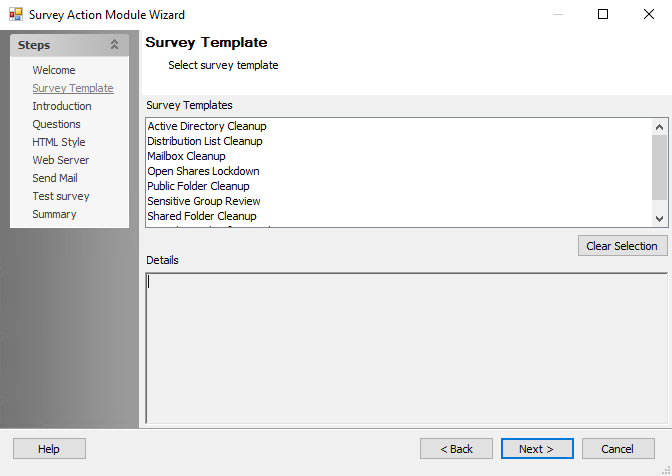 Survey Action Module Wizard
Steps
Welcome
Survey Template
Introduction
Questions
HTML Style
Web Server
Send Mail
Test survey
Summary
Survey Template
Select survey template
Survey Templates
Active Directory Cleanup
Distribution List Cleanup
Mailbox Cleanup
Open Shares Lockdown
Public Folder Cleanup
Sensitive Group Review
Shared Folder Cleanup
Clear Selection
Details
Help
< Back
Next >
Cancel